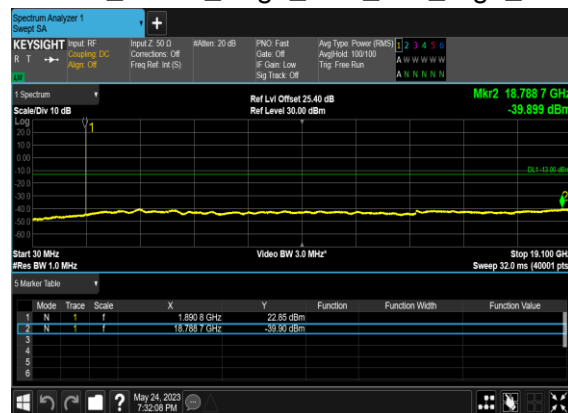 Spectrum Analyzer 1
Swept SA
+
KEYSIGHT Input: RF Input Z: 50 Ω #Atten: 20 dB PNO: Fast Avg Type: Power (RMS) 1 2 3 4 5 6
R T Coupling: DC Corrections: Off Gate: Off Avg|Hold: 100/100 A W W W W W
Align: Off Freq Ref: Int (S) IF Gain: Low Trig: Free Run
Sig Track: Off A N N N N N
1 Spectrum Ref Lvl Offset 25.40 dB Mkr2 18.788 7 GHz
Scale/Div 10 dB Ref Level 30.00 dBm -39.899 dBm
Log
20.0
1
10.0
0.00
-10.0
DL1 -13.00 dBm
-20.0
-30.0
2
-40.0
-50.0
-60.0
Start 30 MHz Video BW 3.0 MHz* Stop 19.100 GHz
#Res BW 1.0 MHz Sweep 32.0 ms (40001 pts)
5 Marker Table
Mode Trace Scale X Y Function Function Width Function Value
1 N 1 f 1.890 8 GHz 22.85 dBm
2 N 1 f 18.788 7 GHz -39.90 dBm
3
4
5
6
? May 24, 2023
7:32:08 PM